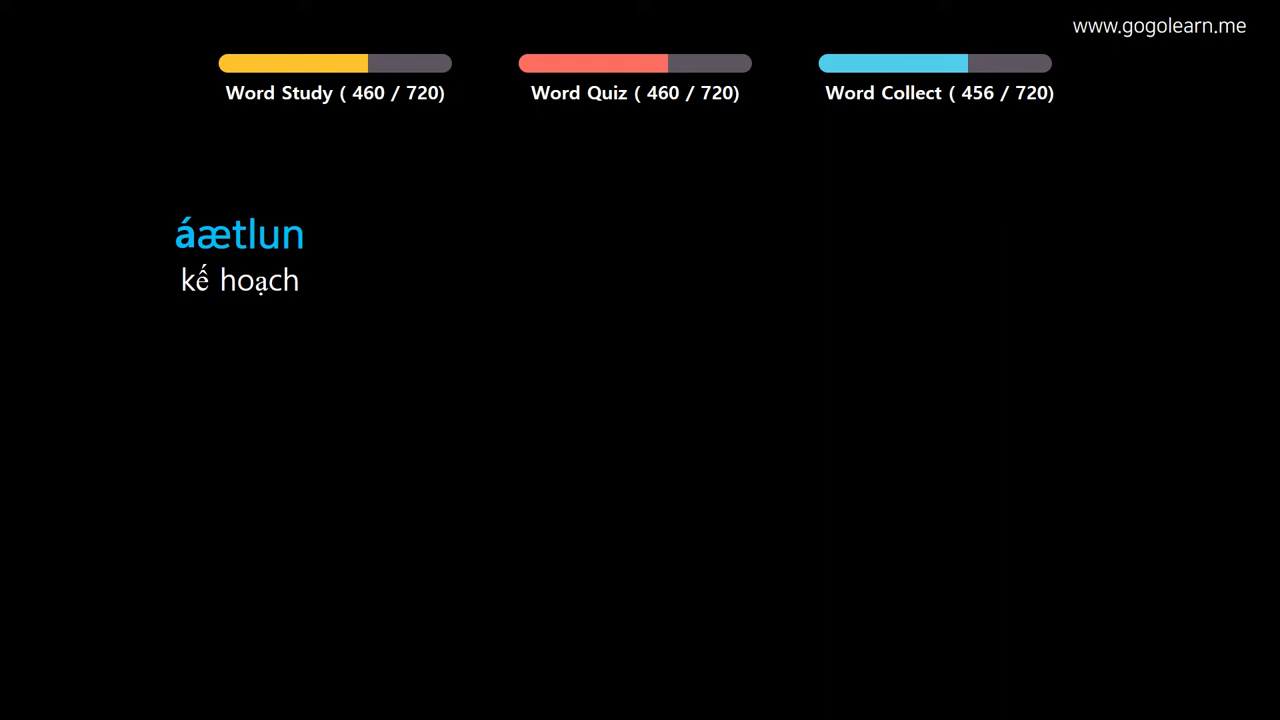 www.gogolearn.me
Word Study ( 460 / 720)
Word Quiz ( 460 / 720)
Word Collect ( 456 / 720)
áætlun
kế hoạch